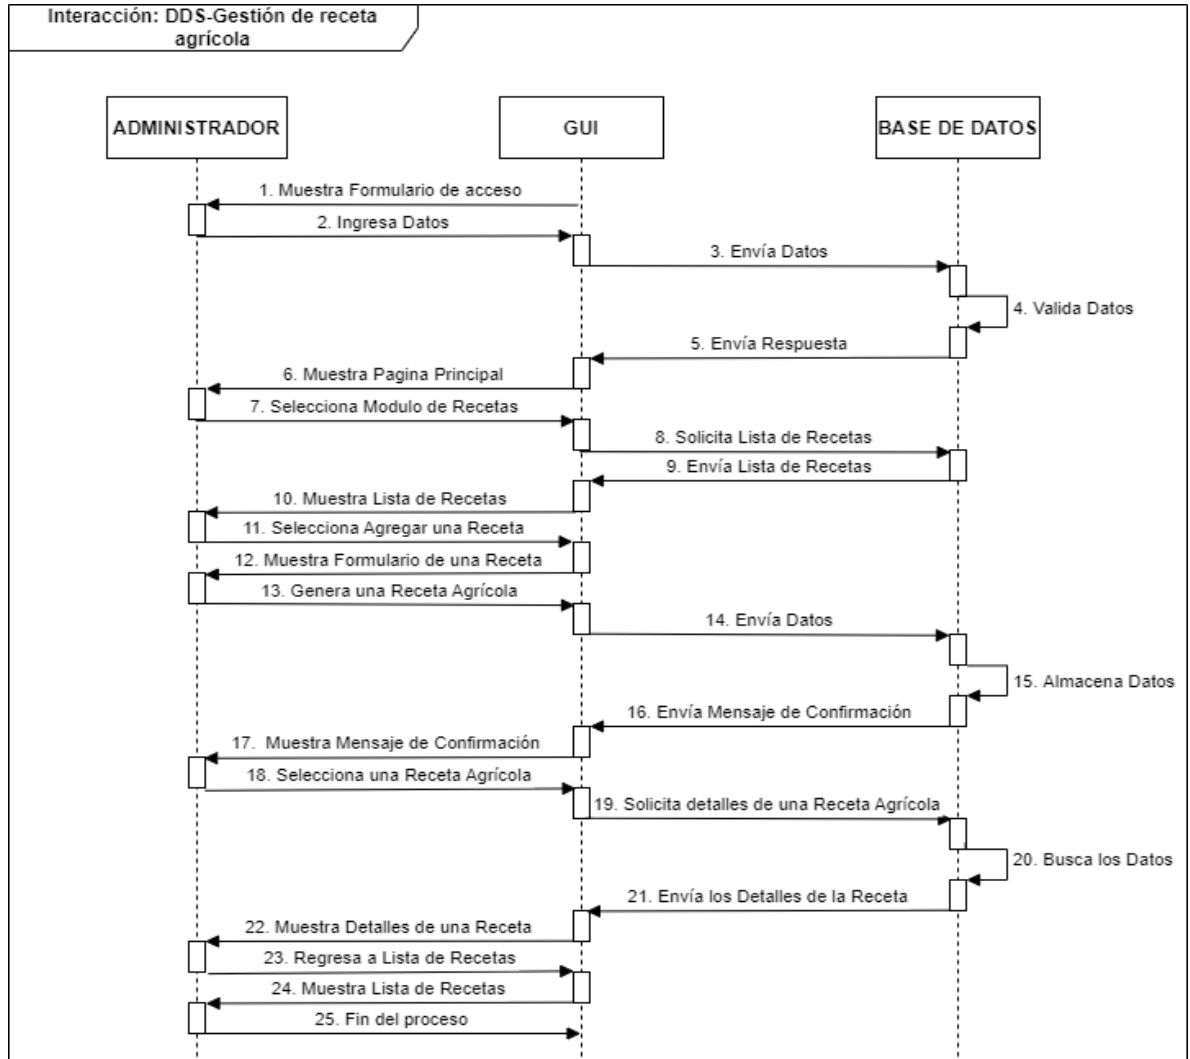 Interacción: DDS-Gestión de receta
agrícola
ADMINISTRADOR
GUI
BASE DE DATOS
1. Muestra Formulario de acceso
2. Ingresa Datos
3. Envía Datos
4. Valida Datos
5. Envía Respuesta
6. Muestra Pagina Principal
7. Selecciona Modulo de Recetas
8. Solicita Lista de Recetas
9. Envía Lista de Recetas
10. Muestra Lista de Recetas
11. Selecciona Agregar una Receta
12. Muestra Formulario de una Receta
13. Genera una Receta Agrícola
14. Envía Datos
15. Almacena Datos
16. Envía Mensaje de Confirmación
17. Muestra Mensaje de Confirmación
18. Selecciona una Receta Agrícola
19. Solicita detalles de una Receta Agrícola
20. Busca los Datos
21. Envía los Detalles de la Receta
22. Muestra Detalles de una Receta
23. Regresa a Lista de Recetas
24. Muestra Lista de Recetas
25. Fin del proceso